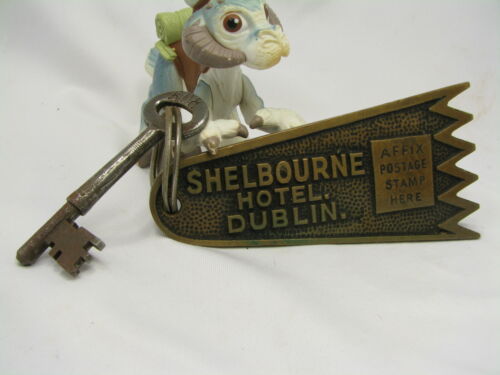 SHELBOURNE
HOTEL.
DUBLIN.
AFFIX
POSTAGE
STAMP
HERE